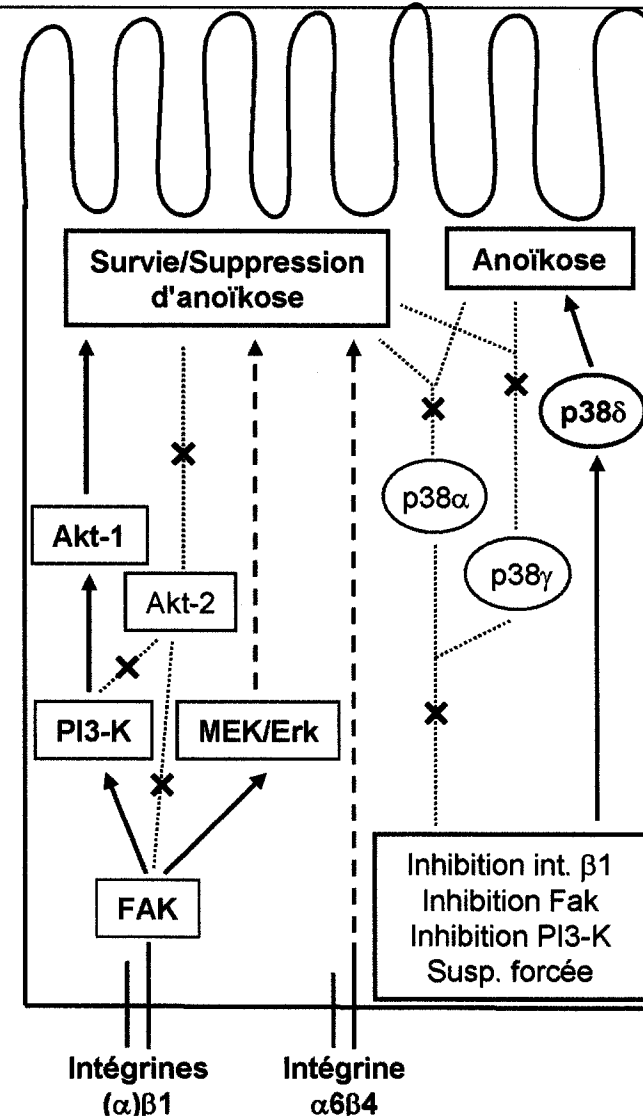 Survie/Suppression
d'anoïkose
Anoïkose
p38δ
p38α
Akt-1
p38γ
Akt-2
PI3-K
MEK/Erk
FAK
Inhibition int. β1
Inhibition Fak
Inhibition PI3-K
Susp. forcée
Intégrines
(α)β1
Intégrine
α6β4